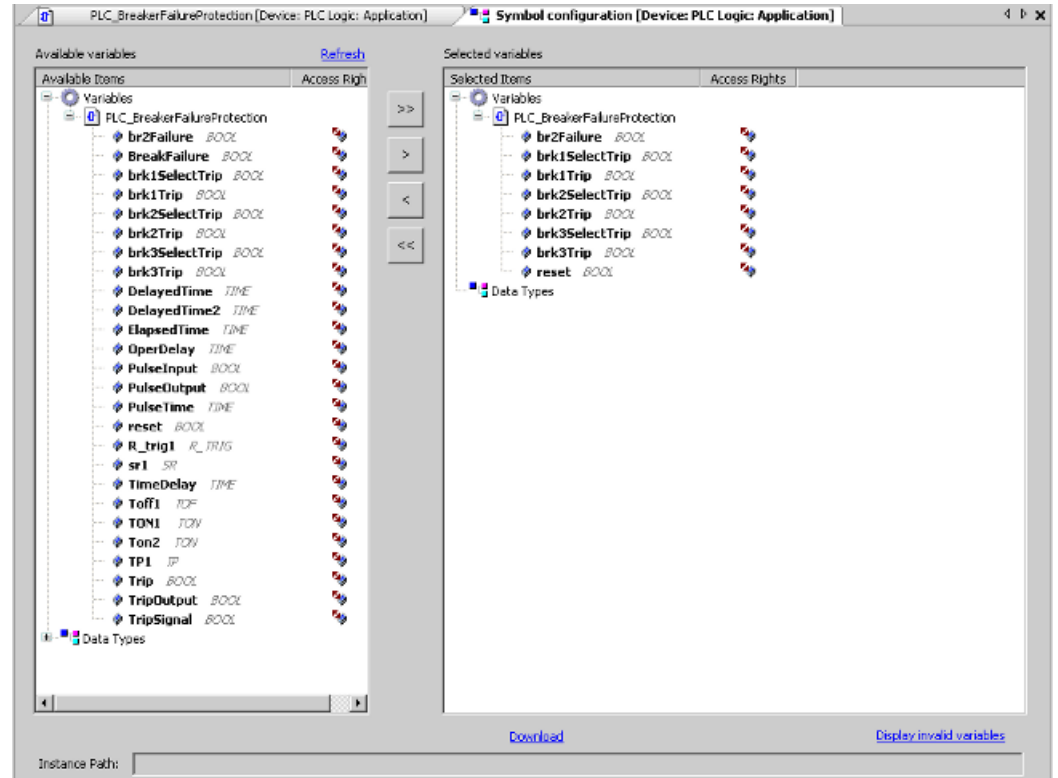 PLC_BreakerFailureProtection [Device: PLC Logic: Application]
Symbol configuration [Device: PLC Logic: Application]
Available variables
Refresh
Available Items
Access Righ
Variables
PLC_BreakerFailureProtection
br2Failure BOOL
BreakFailure BOOL
brk1SelectTrip BOOL
brk1Trip BOOL
brk2SelectTrip BOOL
brk2Trip BOOL
brk3SelectTrip BOOL
brk3Trip BOOL
DelayedTime TIME
DelayedTime2 TIME
ElapsedTime TIME
OperDelay TIME
PulseInput BOOL
PulseOutput BOOL
PulseTime TIME
reset BOOL
R_trig1 R_TRIG
sr1 SR
TimeDelay TIME
Toff1 TOF
TON1 TON
Ton2 TON
TP1 TP
Trip BOOL
TripOutput BOOL
TripSignal BOOL
Data Types
>>
>
<
<<
Selected variables
Selected Items
Access Rights
Variables
PLC_BreakerFailureProtection
br2Failure BOOL
brk1SelectTrip BOOL
brk1Trip BOOL
brk2SelectTrip BOOL
brk2Trip BOOL
brk3SelectTrip BOOL
brk3Trip BOOL
reset BOOL
Data Types
Download
Display invalid variables
Instance Path: